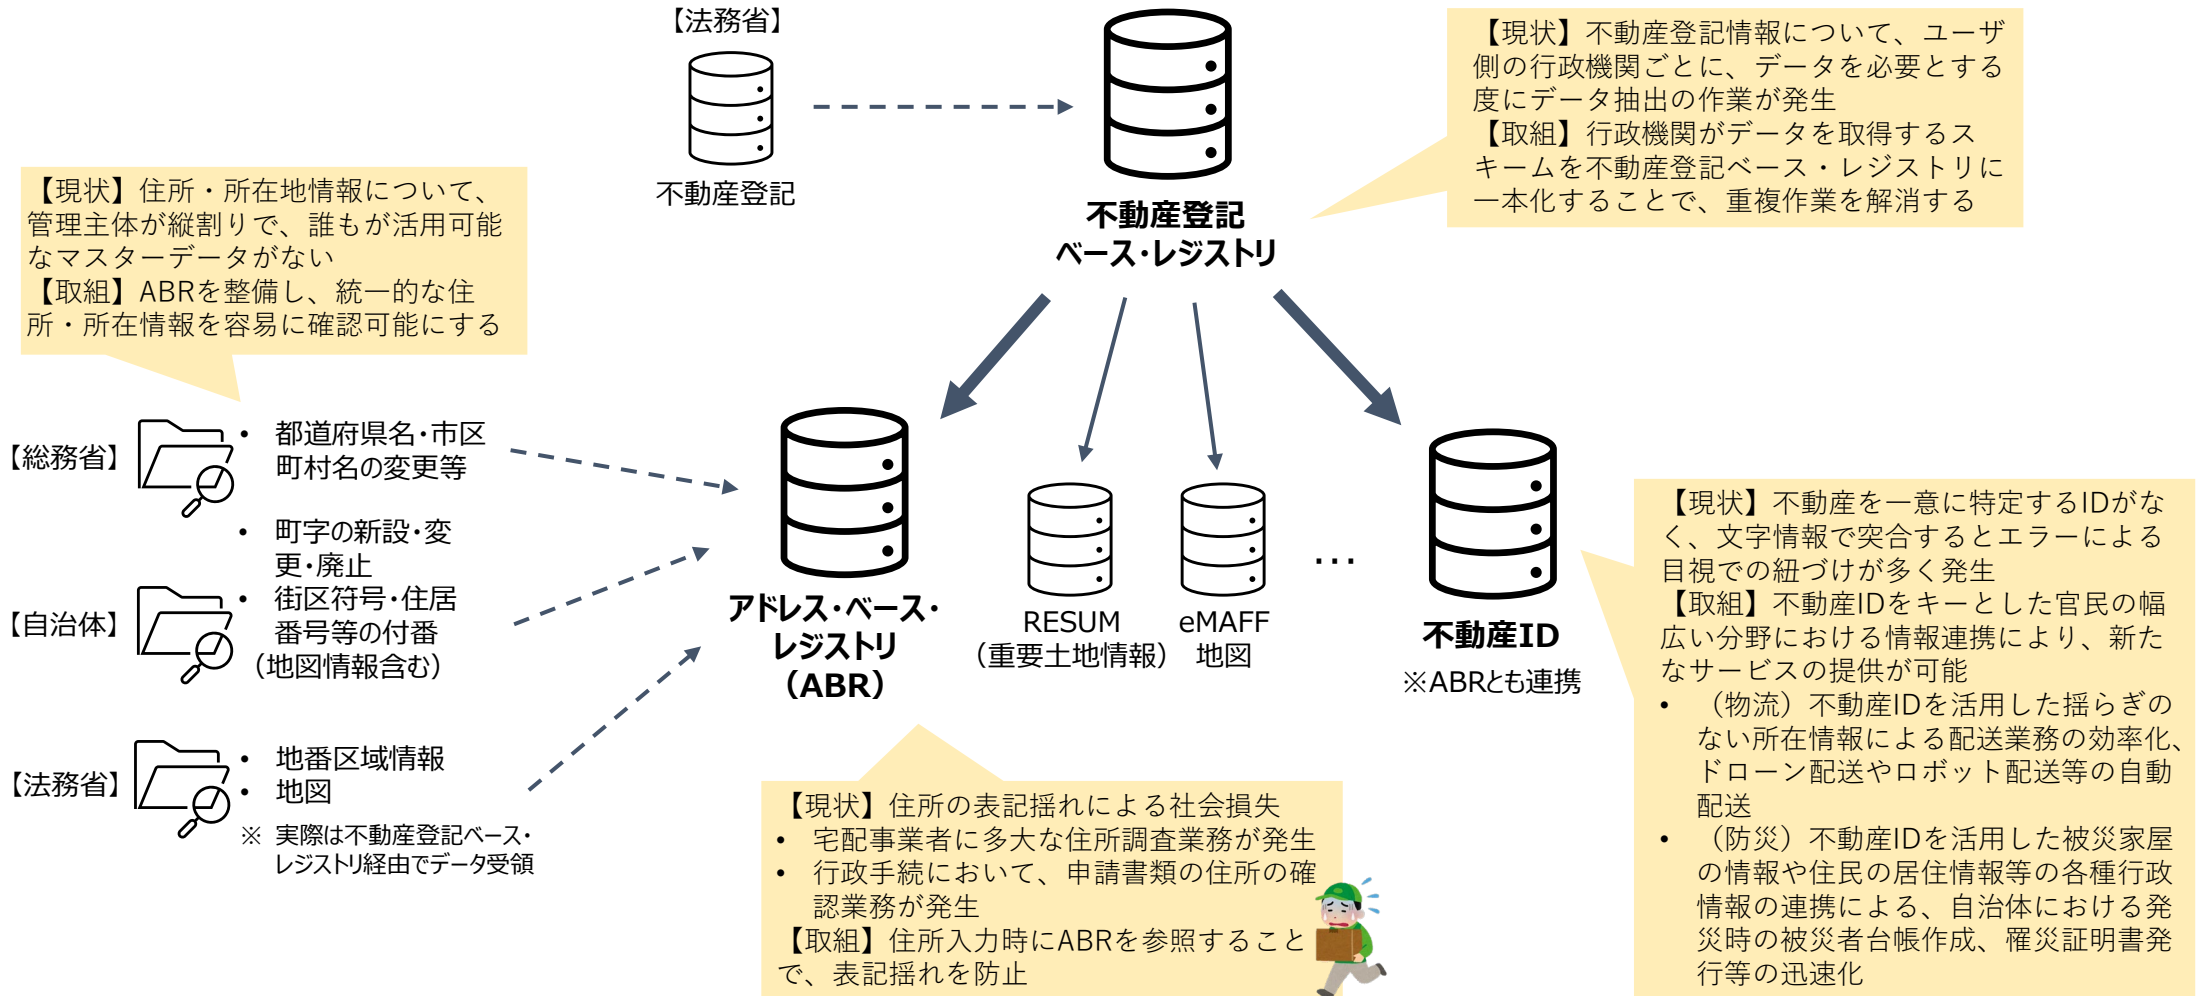 【法務省】
不動産登記
不動産登記
ベース・レジストリ
【現状】不動産登記情報について、ユーザ
側の行政機関ごとに、データを必要とする
度にデータ抽出の作業が発生
【取組】行政機関がデータを取得するス
キームを不動産登記ベース・レジストリに
一本化することで、重複作業を解消する
【現状】住所・所在地情報について、
管理主体が縦割りで、誰もが活用可能
なマスターデータがない
【取組】ABRを整備し、統一的な住
所・所在情報を容易に確認可能にする
【総務省】
• 都道府県名・市区
町村名の変更等
【自治体】
• 町字の新設・変
更・廃止
• 街区符号・住居
番号等の付番
（地図情報含む）
【法務省】
• 地番区域情報
• 地図
※ 実際は不動産登記ベース・
レジストリ経由でデータ受領
アドレス・ベース・
レジストリ
（ABR）
RESUM
（重要土地情報）
eMAFF
地図
…
不動産ID
※ABRとも連携
【現状】住所の表記揺れによる社会損失
• 宅配事業者に多大な住所調査業務が発生
• 行政手続において、申請書類の住所の確
認業務が発生
【取組】住所入力時にABRを参照すること
で、表記揺れを防止
【現状】不動産を一意に特定するIDがな
く、文字情報で突合するとエラーによる
目視での紐づけが多く発生
【取組】不動産IDをキーとした官民の幅
広い分野における情報連携により、新た
なサービスの提供が可能
• （物流）不動産IDを活用した揺らぎの
ない所在情報による配送業務の効率化、
ドローン配送やロボット配送等の自動
配送
• （防災）不動産IDを活用した被災家屋
の情報や住民の居住情報等の各種行政
情報の連携による、自治体における発
災時の被災者台帳作成、罹災証明書発
行等の迅速化